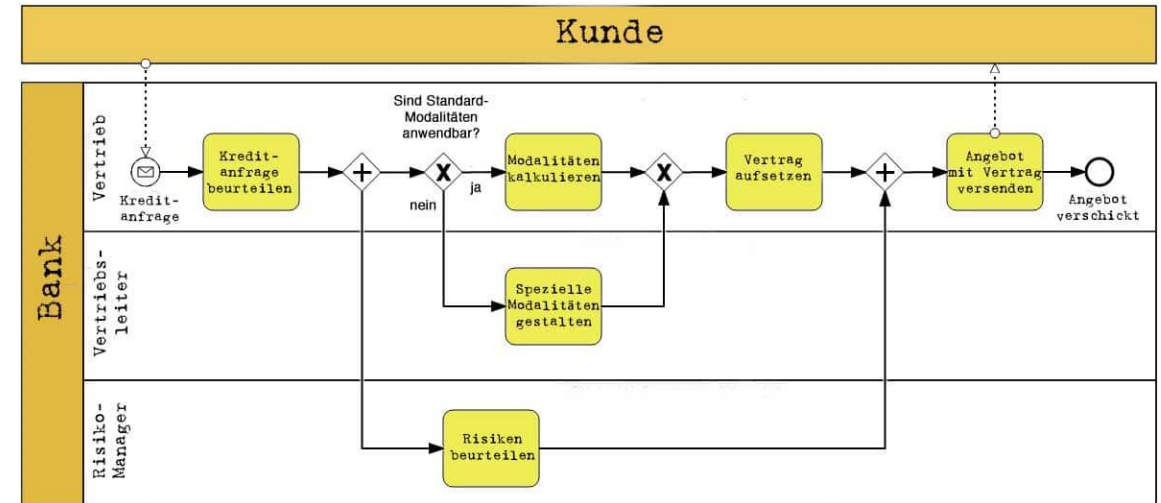 Kunde
Bank
Vertrieb
Kredit-
anfrage
Kredit-
anfrage
beurteilen
Sind Standard-
Modalitäten
anwendbar?
ja
nein
Modalitäten
kalkulieren
Vertrag
aufsetzen
Angebot
mit Vertrag
versenden
Angebot
verschickt
Vertriebs-
leiter
Spezielle
Modalitäten
gestalten
Risiko-
Manager
Risiken
beurteilen